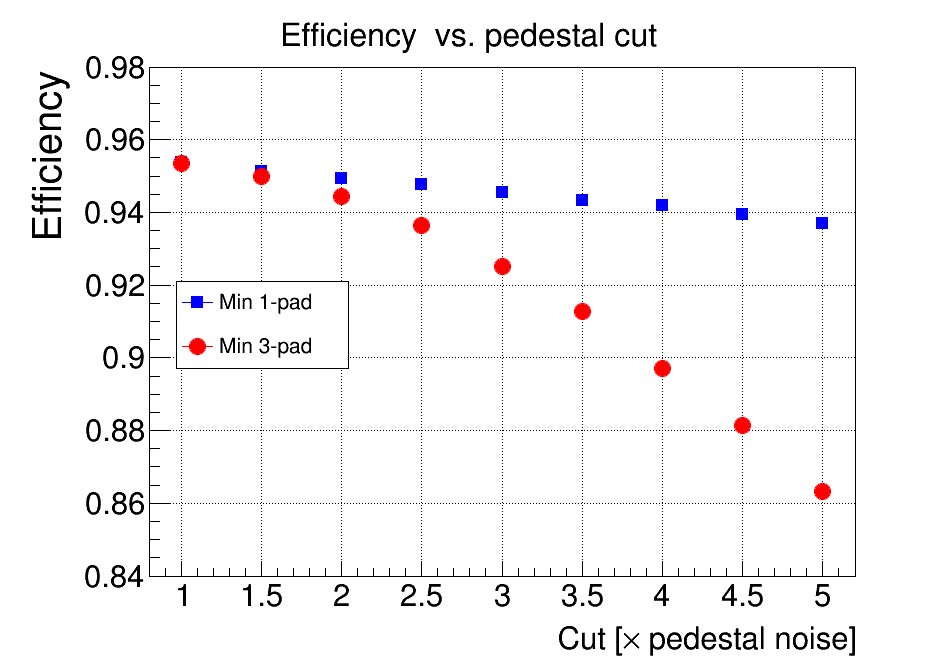 Efficiency vs. pedestal cut
Efficiency
0.98
0.96
0.94
0.92
0.9
0.88
0.86
0.84
Min 1-pad
Min 3-pad
1 1.5 2 2.5 3 3.5 4 4.5 5
Cut [× pedestal noise]